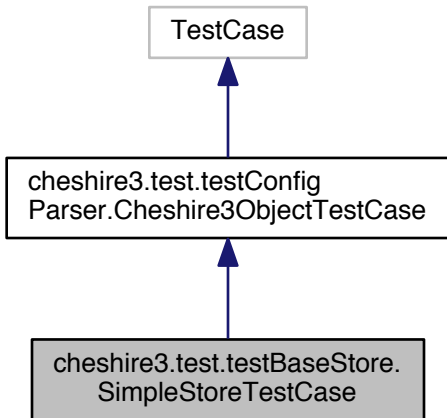 TestCase
cheshire3.test.testConfig
Parser.Cheshire3ObjectTestCase
cheshire3.test.testBaseStore.
SimpleStoreTestCase